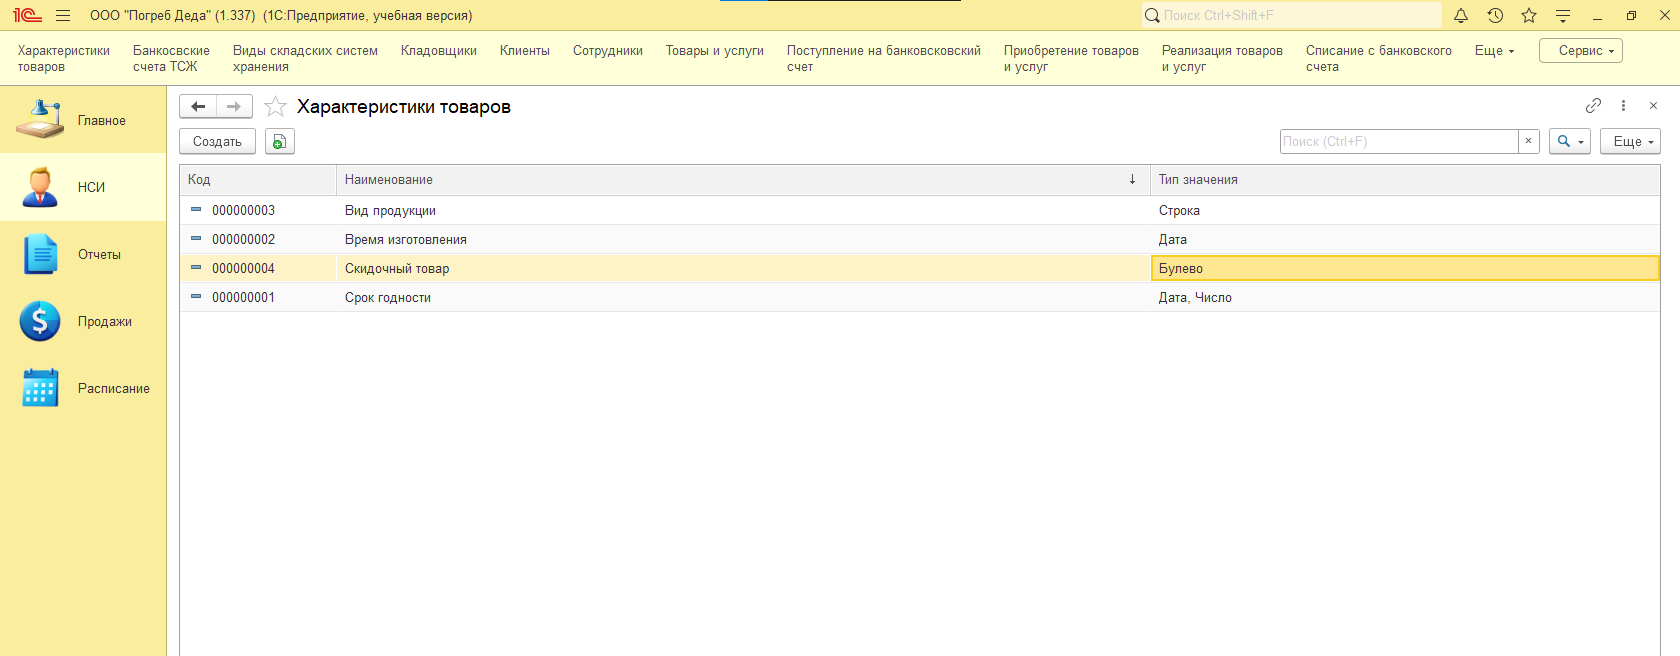 1С ООО "Погреб Деда" (1.337) (1С:Предприятие, учебная версия) Поиск Ctrl+Shift+F
Характеристики товаров
Банкосвские счета ТСЖ
Виды складских систем хранения
Кладовщики
Клиенты
Сотрудники
Товары и услуги
Поступление на банковсковский счет
Приобретение товаров и услуг
Реализация товаров и услуг
Списание с банковского счета
Еще
Сервис
Главное
НСИ
Отчеты
Продажи
Расписание
Характеристики товаров
Создать
Поиск (Ctrl+F)
Еще
Код Наименование Тип значения
000000003 Вид продукции Строка
000000002 Время изготовления Дата
000000004 Скидочный товар Булево
000000001 Срок годности Дата, Число